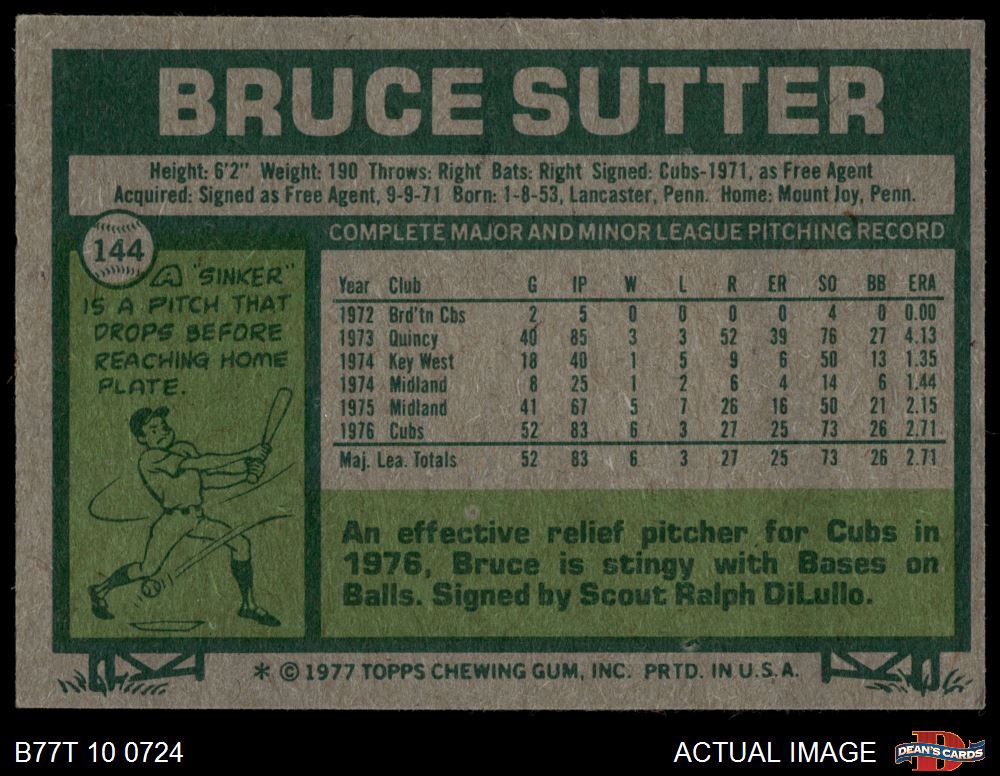 BRUCE SUTTER
Height: 6'2" Weight: 190 Throws: Right Bats: Right Signed: Cubs-1971, as Free Agent
Acquired: Signed as Free Agent, 9-9-71 Born: 1-8-53, Lancaster, Penn. Home: Mount Joy, Penn.
144
A "SINKER"
IS A PITCH THAT
DROPS BEFORE
REACHING HOME
PLATE.
COMPLETE MAJOR AND MINOR LEAGUE PITCHING RECORD
Year Club G IP W L R ER SO BB ERA
1972 Brd'tn Cbs 2 5 0 0 0 0 4 0 0.00
1973 Quincy 40 85 3 3 52 39 76 27 4.13
1974 Key West 18 40 1 5 9 6 50 13 1.35
1974 Midland 8 25 1 2 6 4 14 6 1.44
1975 Midland 41 67 5 7 26 16 50 21 2.15
1976 Cubs 52 83 6 3 27 25 73 26 2.71
Maj. Lea. Totals 52 83 6 3 27 25 73 26 2.71
An effective relief pitcher for Cubs in
1976, Bruce is stingy with Bases on
Balls. Signed by Scout Ralph DiLullo.
* © 1977 TOPPS CHEWING GUM, INC. PRTD. IN U.S.A.
B77T 10 0724
ACTUAL IMAGE
DEAN'S CARDS